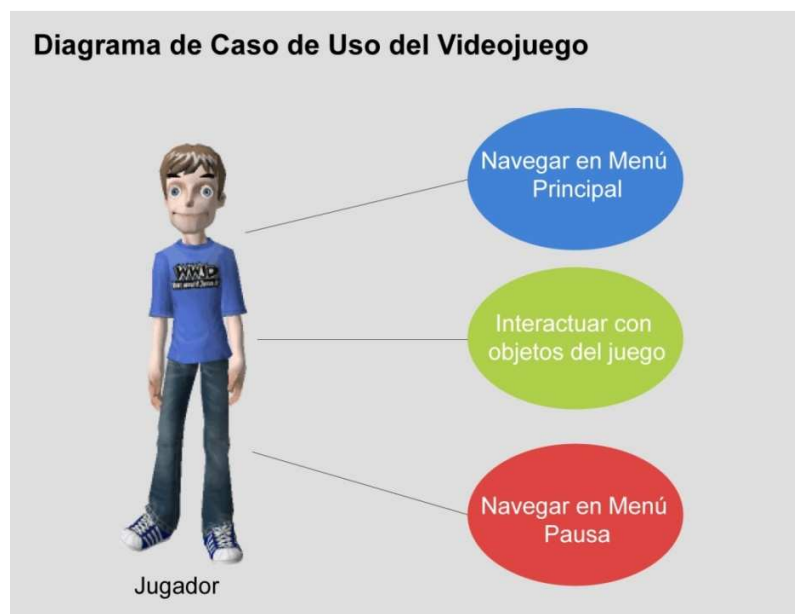 Diagrama de Caso de Uso del Videojuego
Navegar en Menú
Principal
WWJD
Interactuar con
objetos del juego
Navegar en Menú
Pausa
Jugador